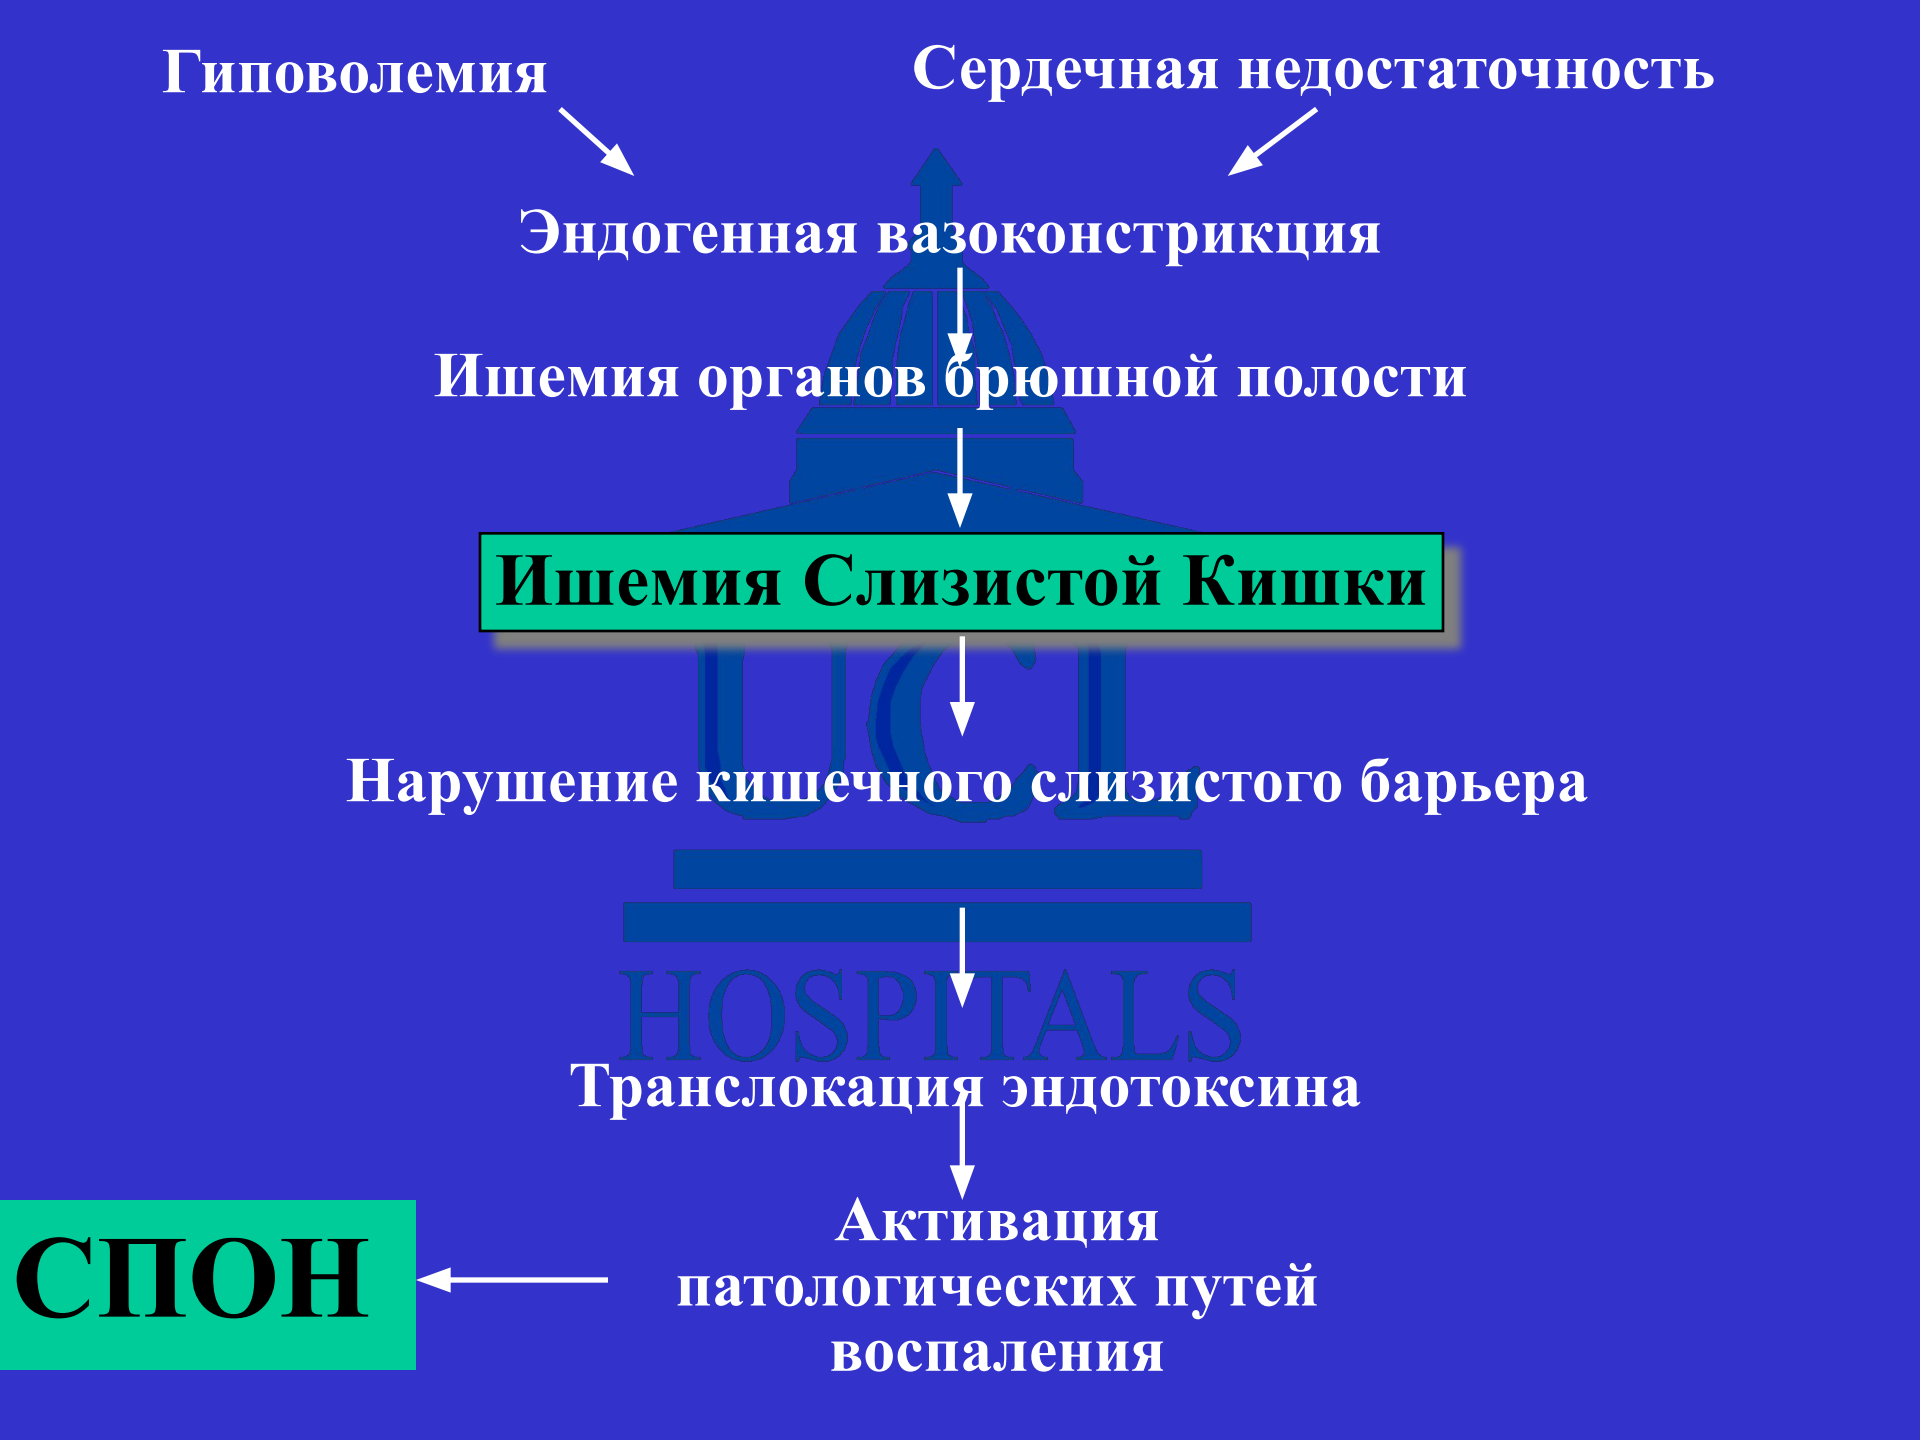 Гиповолемия
Сердечная недостаточность
Эндогенная вазоконстрикция
Ишемия органов брюшной полости
Ишемия Слизистой Кишки
UCL
Нарушение кишечного слизистого барьера
HOSPITALS
Транслокация эндотоксина
Активация
патологических путей
воспаления
СПОН